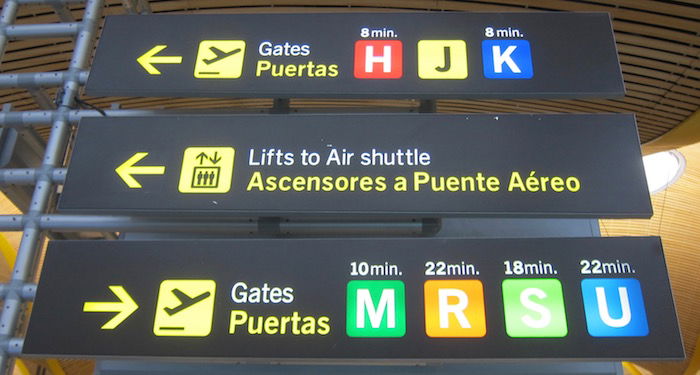 8 min. 8 min.
Gates
Puertas H J K
Lifts to Air shuttle
Ascensores a Puente Aéreo
10min. 22min. 18min. 22min.
Gates
Puertas M R S U